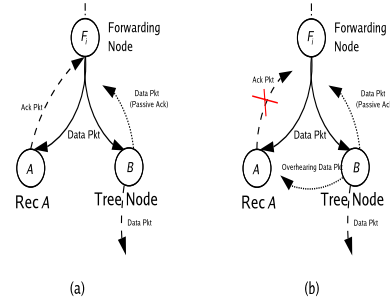 Forwarding
Node
Fi
Ack Pkt
Data Pkt
(Passive Ack)
Data Pkt
A
B
Rec A
Tree Node
Data Pkt
(a)
Forwarding
Node
Fi
Ack Pkt
Data Pkt
(Passive Ack)
Data Pkt
Overhearing Data Pkt
A
B
Rec A
Tree Node
Data Pkt
(b)